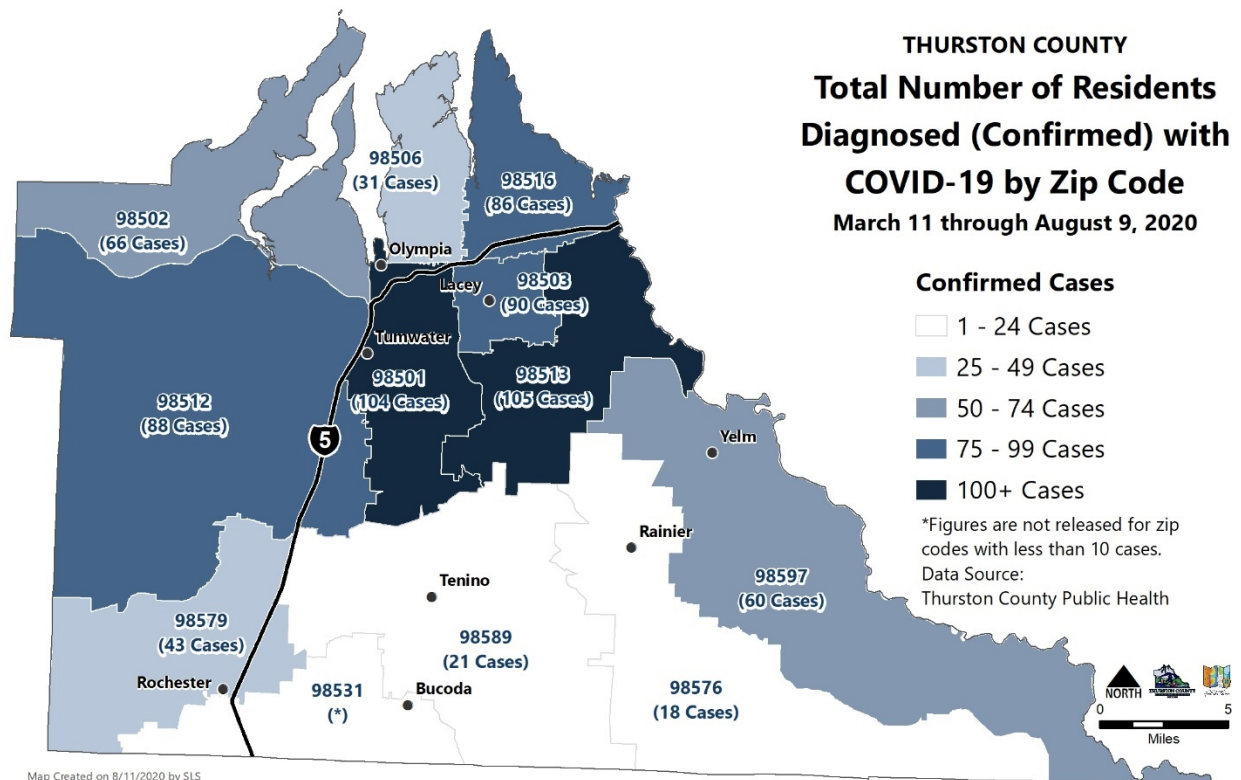 THURSTON COUNTY
Total Number of Residents
Diagnosed (Confirmed) with
COVID-19 by Zip Code
March 11 through August 9, 2020
98506
(31 Cases)
98516
(86 Cases)
98502
(66 Cases)
Olympia
98503
(90 Cases)
Lacey
Tumwater
98501
(104 Cases)
98513
(105 Cases)
98512
(88 Cases)
5
Yelm
Rainier
Tenino
98597
(60 Cases)
98579
(43 Cases)
98589
(21 Cases)
Rochester
98531
(*)
Bucoda
98576
(18 Cases)
Confirmed Cases
1 - 24 Cases
25 - 49 Cases
50 - 74 Cases
75 - 99 Cases
100+ Cases
*Figures are not released for zip
codes with less than 10 cases.
Data Source:
Thurston County Public Health
NORTH
THURSTON COUNTY
0 5
Miles
Map Created on 8/11/2020 by SLS